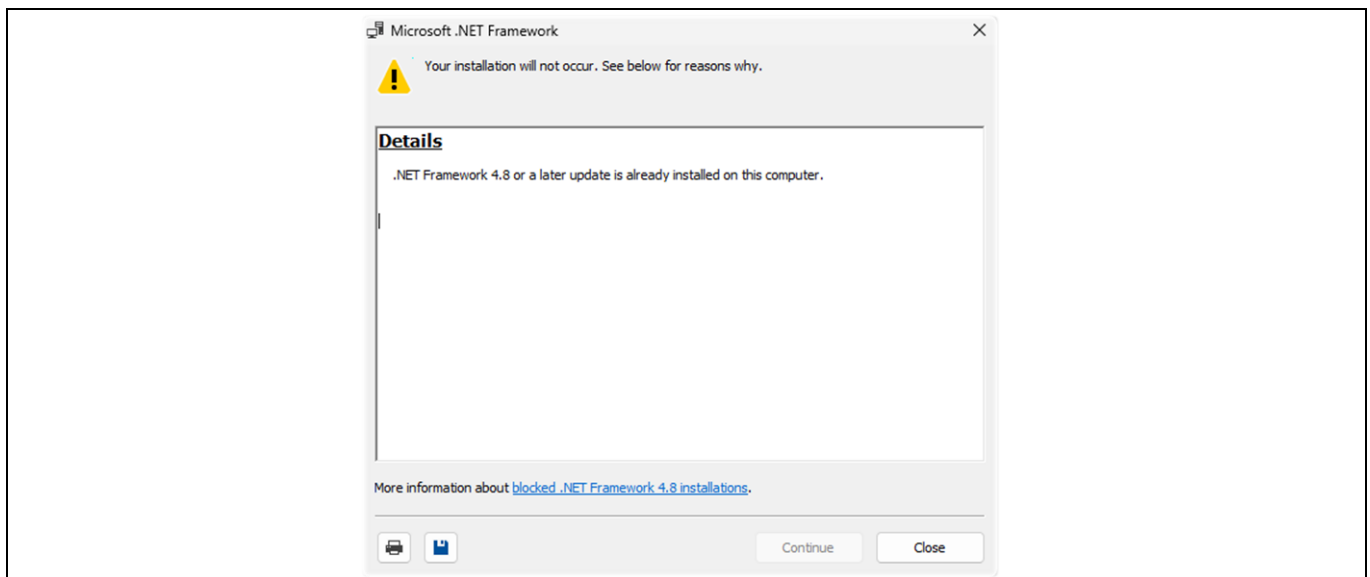 Microsoft .NET Framework
Your installation will not occur. See below for reasons why.
Details
.NET Framework 4.8 or a later update is already installed on this computer.
More information about blocked .NET Framework 4.8 installations.
Continue Close